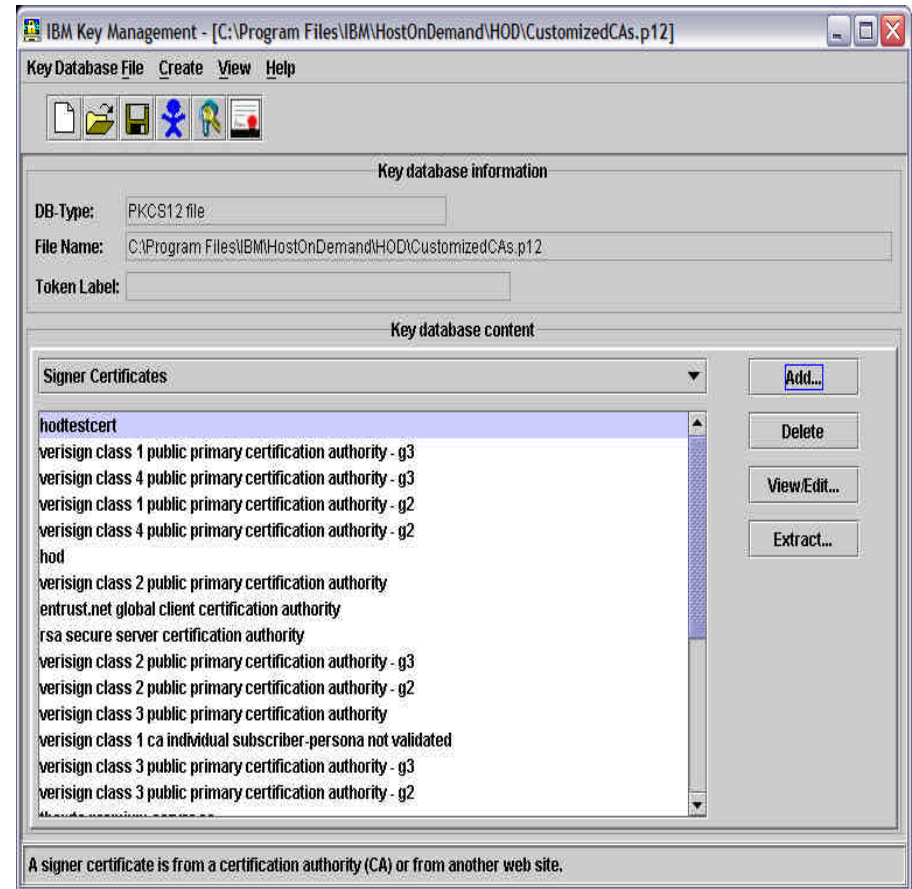 IBM Key Management - [C:\Program Files\IBM\HostOnDemand\HOD\CustomizedCAs.p12]
Key Database File Create View Help
Key database information
DB-Type: PKCS12 file
File Name: C:\Program Files\IBM\HostOnDemand\HOD\CustomizedCAs.p12
Token Label:
Key database content
Signer Certificates
Add...
hodtestcert
Delete
verisign class 1 public primary certification authority - g3
verisign class 4 public primary certification authority - g3
View/Edit...
verisign class 1 public primary certification authority - g2
verisign class 4 public primary certification authority - g2
Extract...
hod
verisign class 2 public primary certification authority
entrust.net global client certification authority
rsa secure server certification authority
verisign class 2 public primary certification authority - g3
verisign class 2 public primary certification authority - g2
verisign class 3 public primary certification authority
verisign class 1 ca individual subscriber-persona not validated
verisign class 3 public primary certification authority - g3
verisign class 3 public primary certification authority - g2
A signer certificate is from a certification authority (CA) or from another web site.